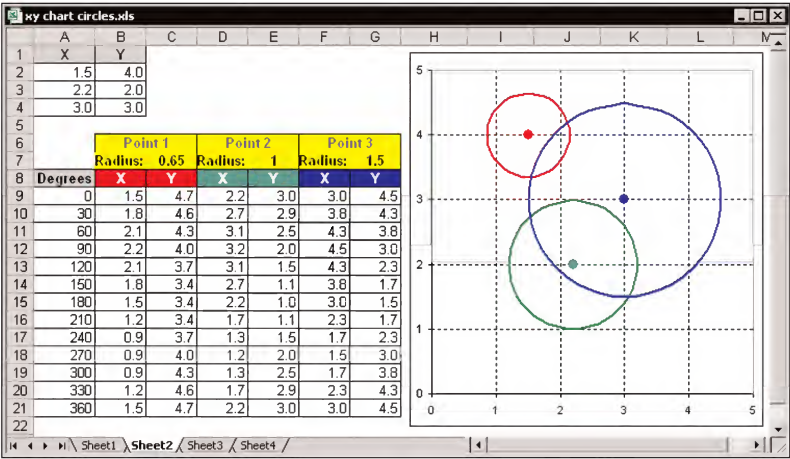 xy chart circles.xls
A B C D E F G H I J K L M
1 X Y
2 1.5 4.0
3 2.2 2.0
4 3.0 3.0
5
6 Point 1 Point 2 Point 3
7 Radius: 0.65 Radius: 1 Radius: 1.5
8 Degrees X Y X Y X Y
9 0 1.5 4.7 2.2 3.0 3.0 4.5
10 30 1.8 4.6 2.7 2.9 3.8 4.3
11 60 2.1 4.3 3.1 2.5 4.3 3.8
12 90 2.2 4.0 3.2 2.0 4.5 3.0
13 120 2.1 3.7 3.1 1.5 4.3 2.3
14 150 1.8 3.4 2.7 1.1 3.8 1.7
15 180 1.5 3.4 2.2 1.0 3.0 1.5
16 210 1.2 3.4 1.7 1.1 2.3 1.7
17 240 0.9 3.7 1.3 1.5 1.7 2.3
18 270 0.9 4.0 1.2 2.0 1.5 3.0
19 300 0.9 4.3 1.3 2.5 1.7 3.8
20 330 1.2 4.6 1.7 2.9 2.3 4.3
21 360 1.5 4.7 2.2 3.0 3.0 4.5
22
5
4
3
2
1
0
0 1 2 3 4 5
Sheet1 Sheet2 Sheet3 Sheet4